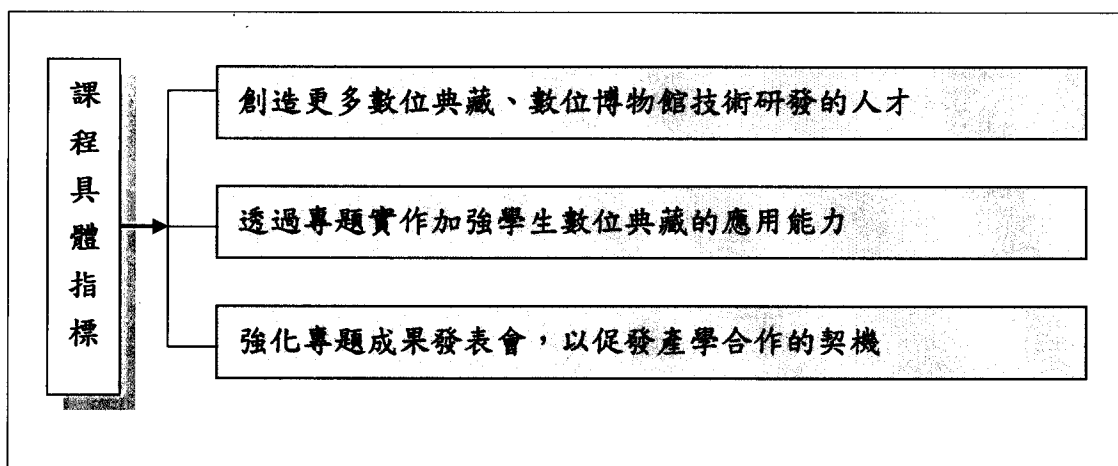 課程具體指標
創造更多數位典藏、數位博物館技術研發的人才
透過專題實作加強學生數位典藏的應用能力
強化專題成果發表會，以促發產學合作的契機